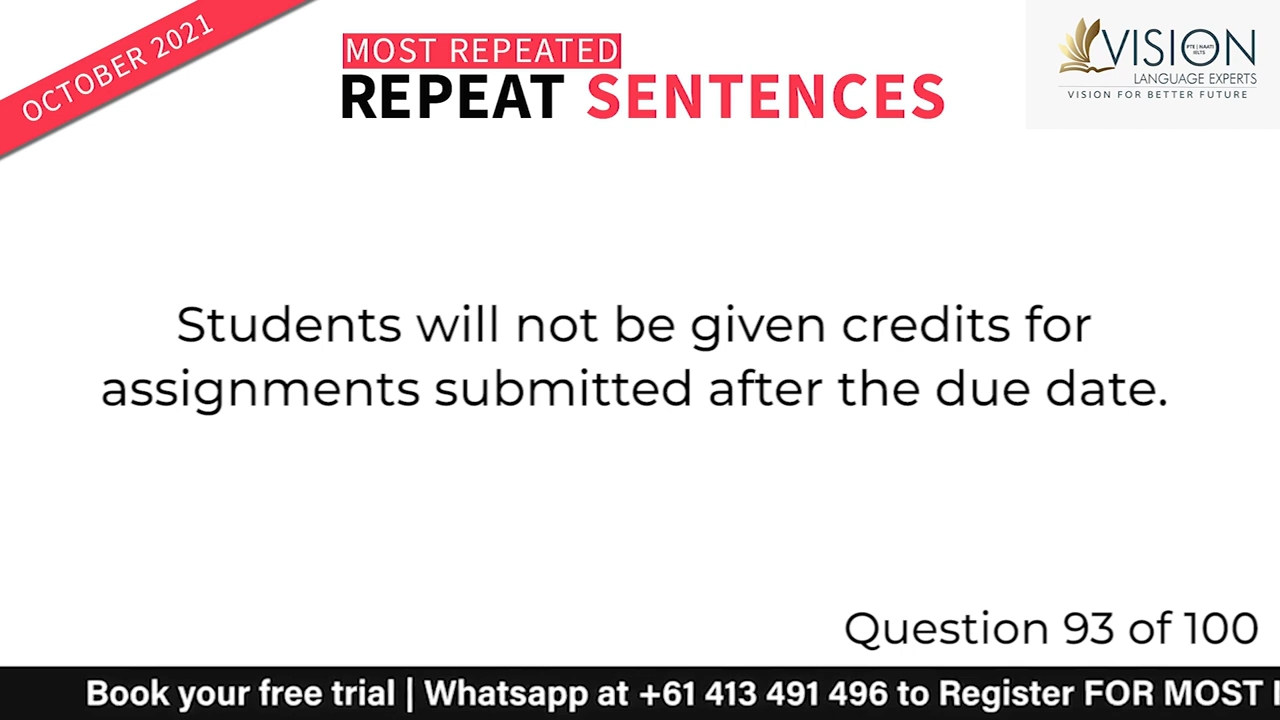 OCTOBER 2021
MOST REPEATED
REPEAT SENTENCES
VISION
PTE | NAATI
IELTS
LANGUAGE EXPERTS
VISION FOR BETTER FUTURE
Students will not be given credits for
assignments submitted after the due date.
Question 93 of 100
Book your free trial | Whatsapp at +61 413 491 496 to Register FOR MOST